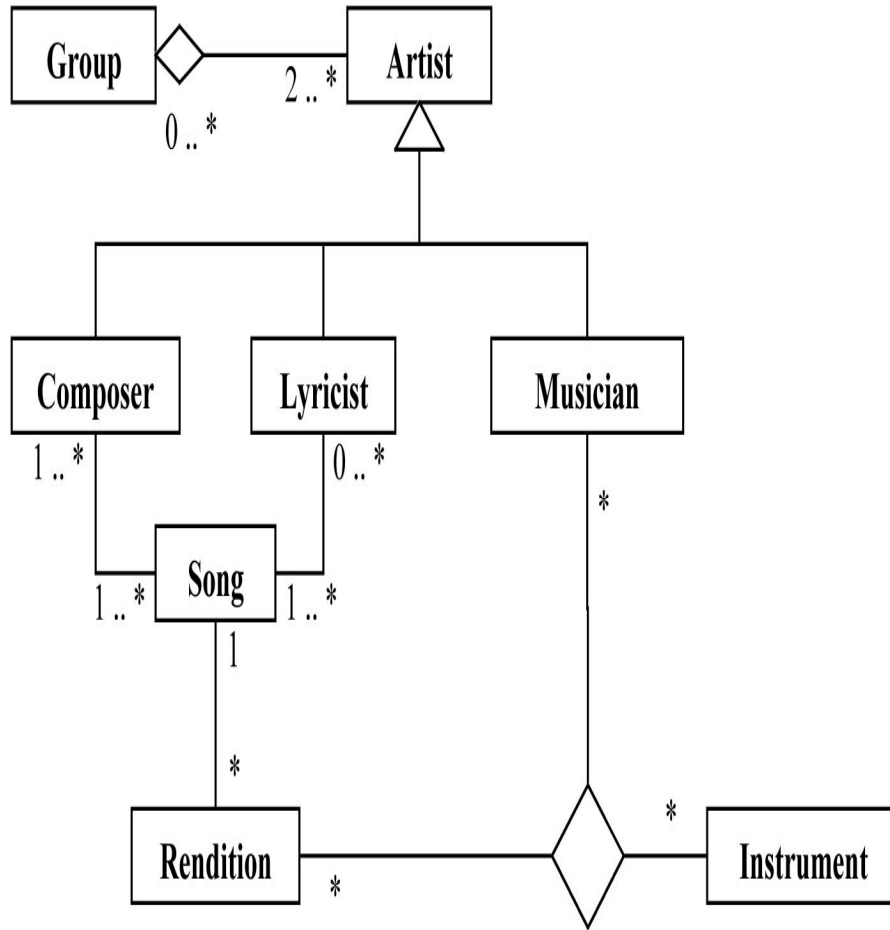 Group
Artist
0 .. *
2 .. *
Composer
Lyricist
Musician
1 .. *
0 .. *
*
Song
1 .. *
1 .. *
1
*
Rendition
*
*
Instrument